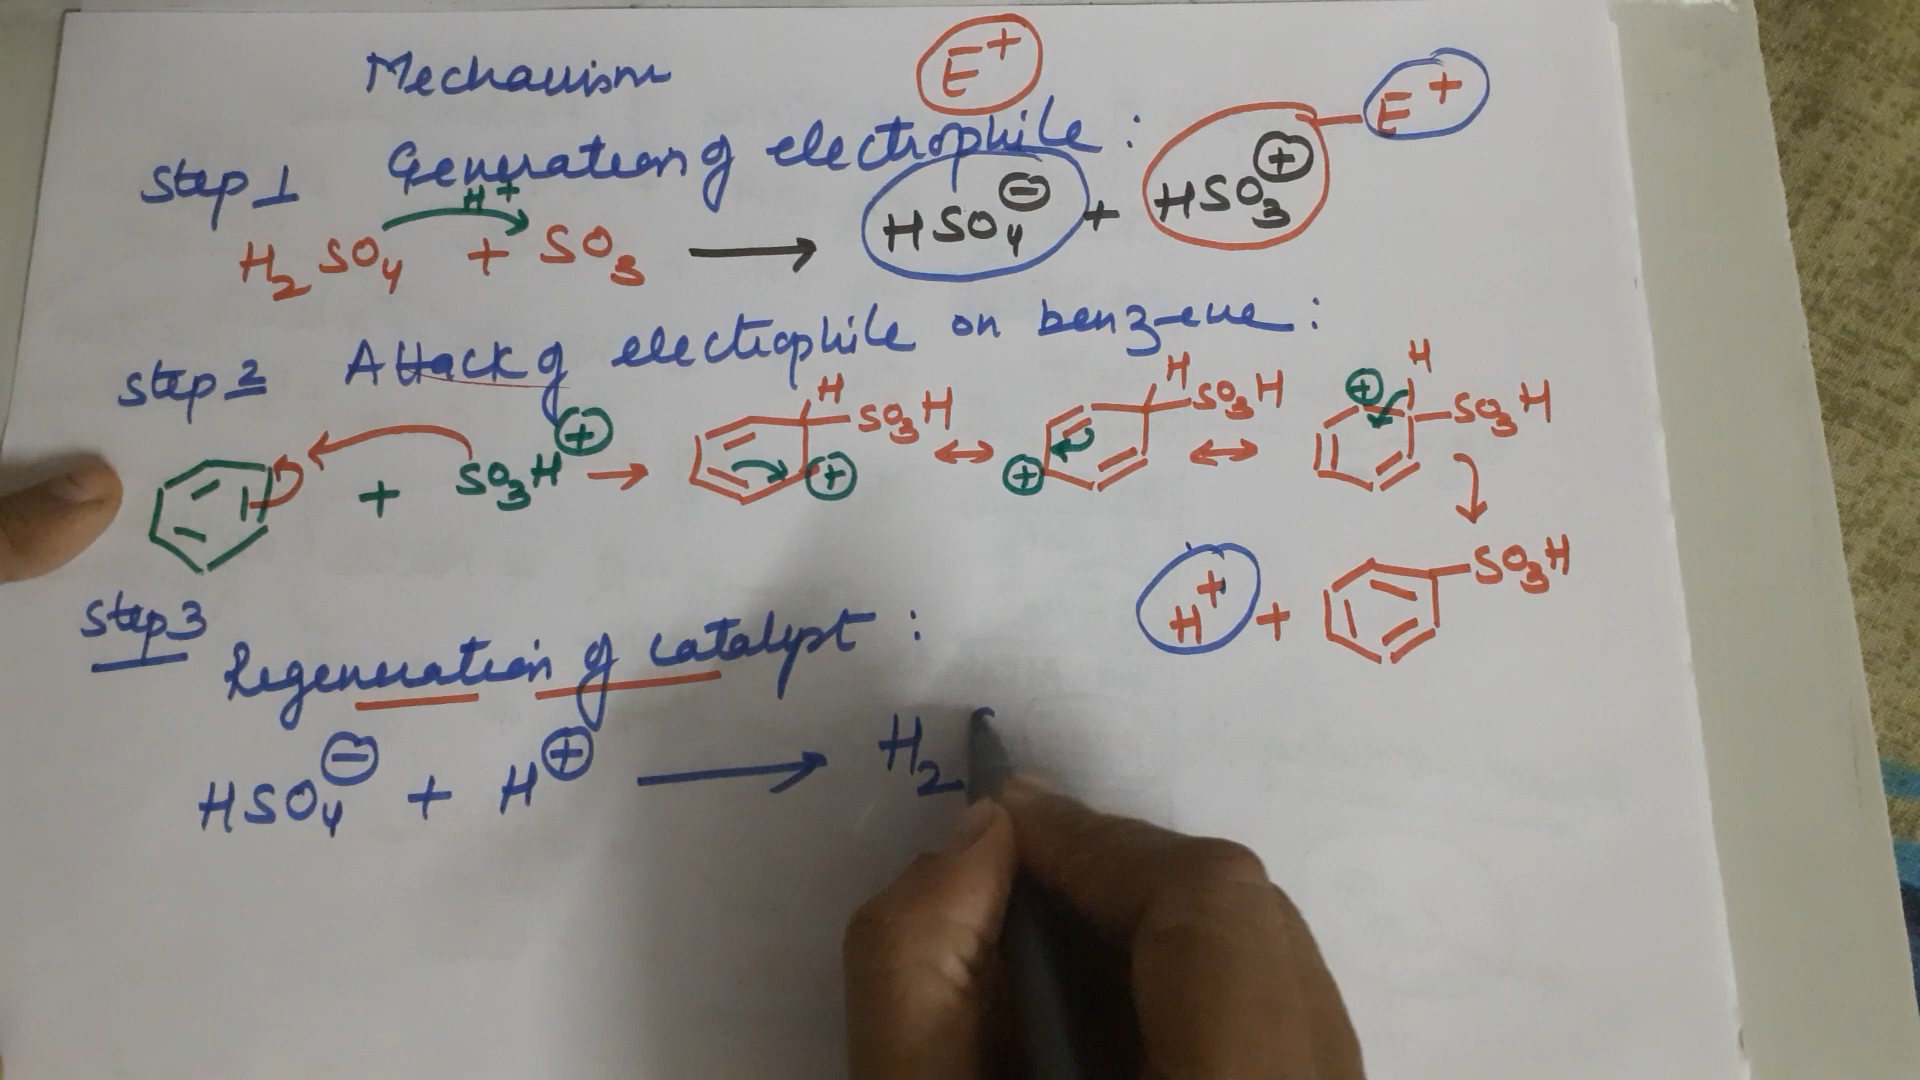 Mechanism E⁺
Step 1 Generation of electrophile : E⁺
H₂SO₄ + SO₃ ⟶ HSO₄⊖ + HSO₃⊕
H⁺
Step 2 Attack of electrophile on benzene :
+ SO₃H⊕ → H SO₃H ⊕ ↔ H SO₃H ⊕ ↔ H SO₃H ⊕
H⁺ + SO₃H
Step 3
Regeneration of catalyst :
HSO₄⊖ + H⊕ ⟶ H₂